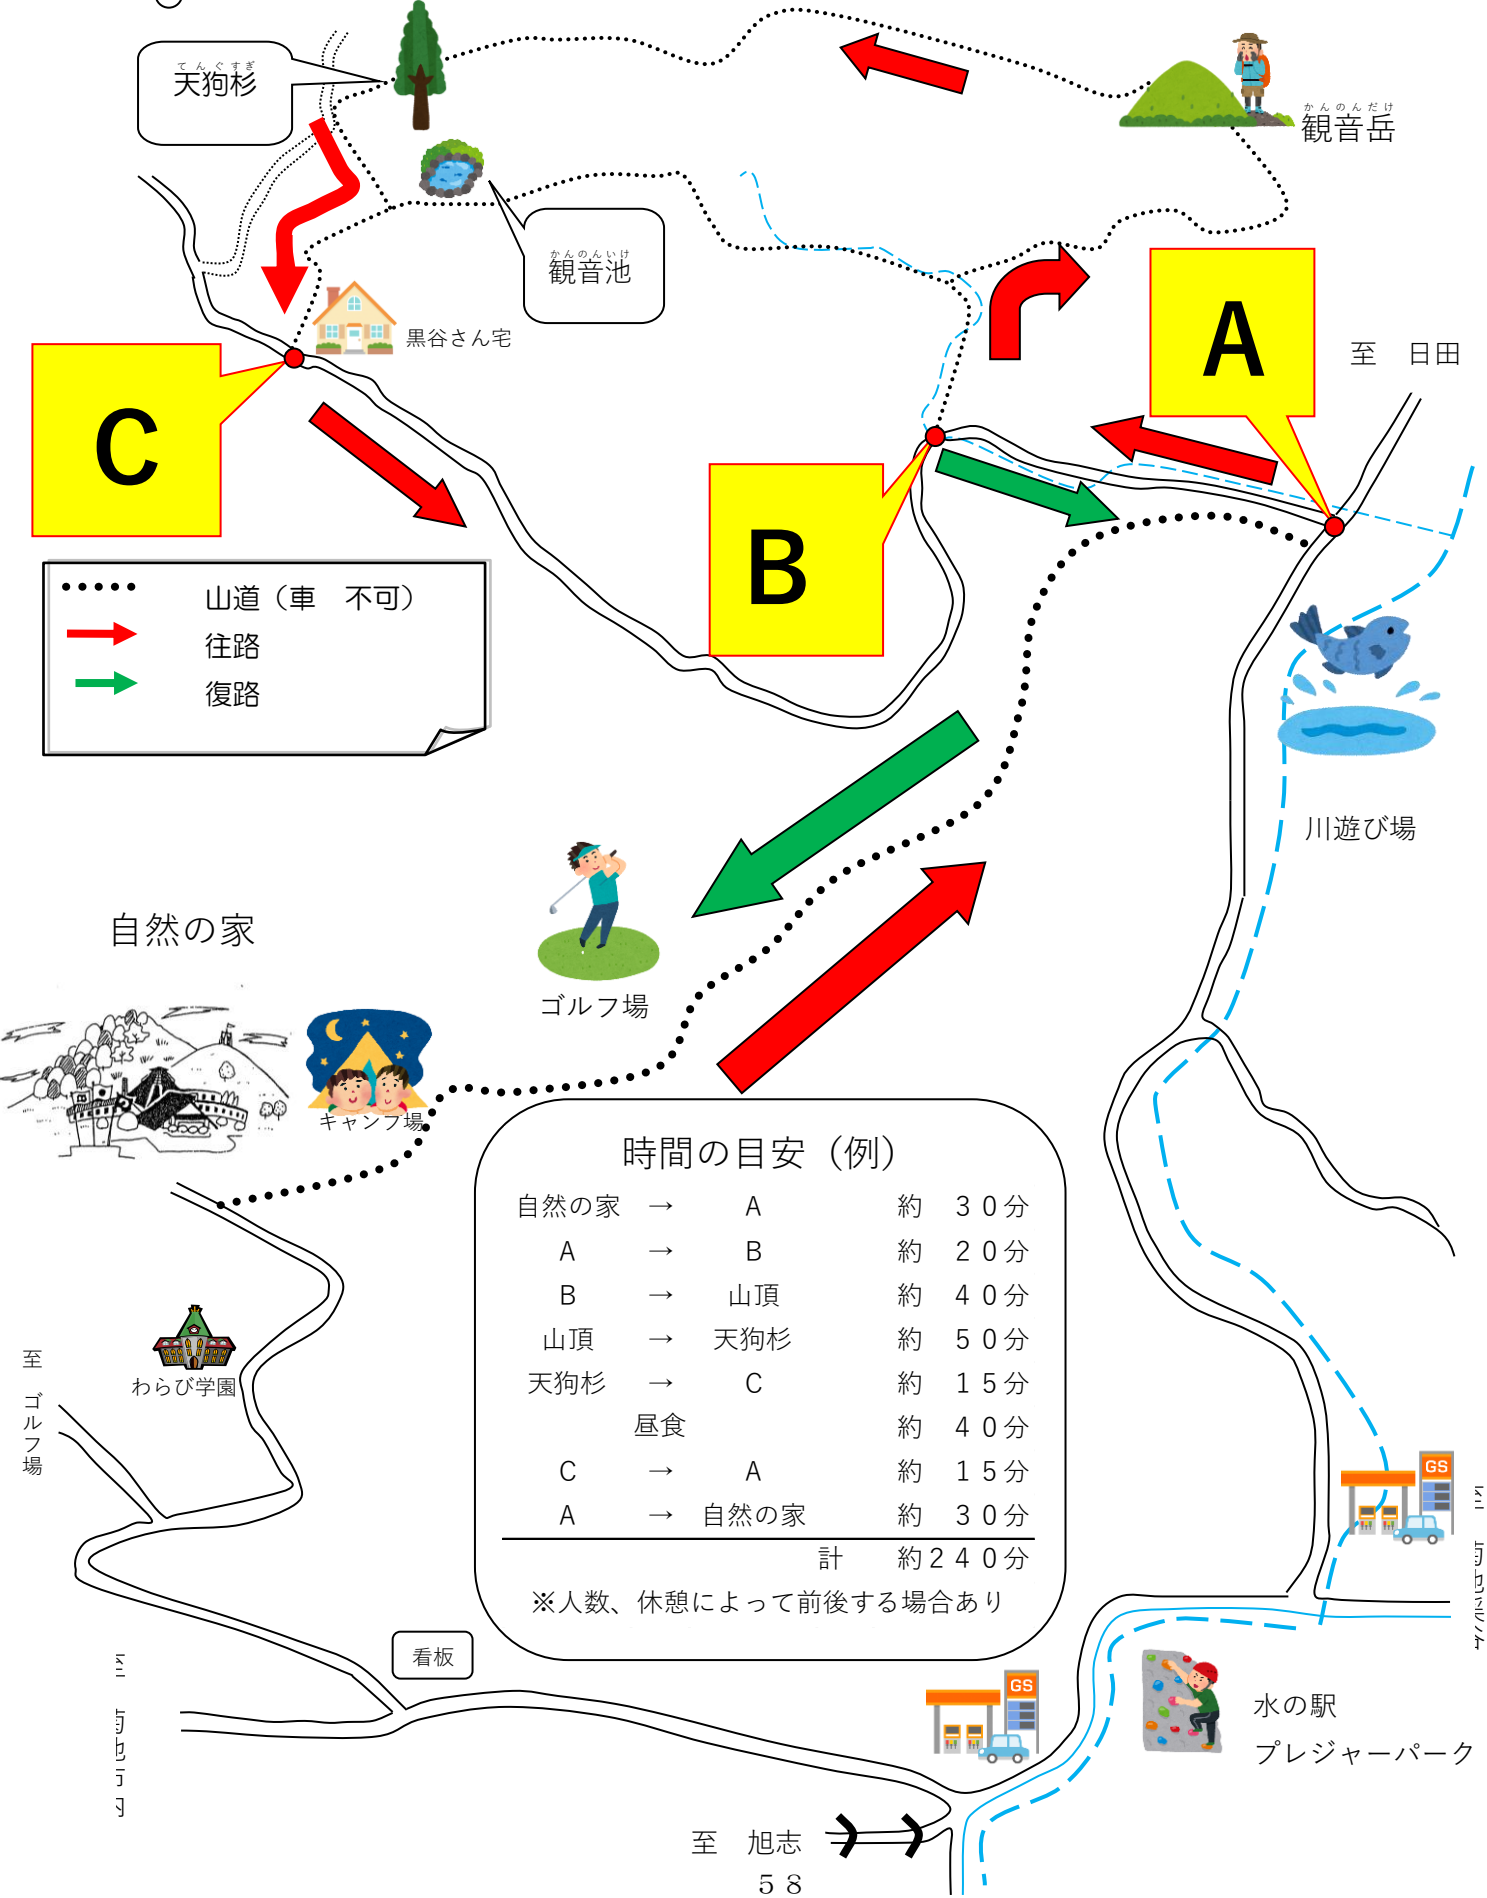 てんぐすぎ
天狗杉
かんのんだけ
観音岳
かんのんいけ
観音池
黒谷さん宅
A
至　日田
C
B
山道（車　不可）
往路
復路
川遊び場
自然の家
ゴルフ場
キャンプ場
時間の目安（例）
自然の家　→　A　約　３０分
A　→　B　約　２０分
B　→　山頂　約　４０分
山頂　→　天狗杉　約　５０分
天狗杉　→　C　約　１５分
昼食　約　４０分
C　→　A　約　１５分
A　→　自然の家　約　３０分
計　約２４０分
※人数、休憩によって前後する場合あり
わらび学園
至　ゴルフ場
GS
看板
GS
水の駅
プレジャーパーク
至　旭志
５８